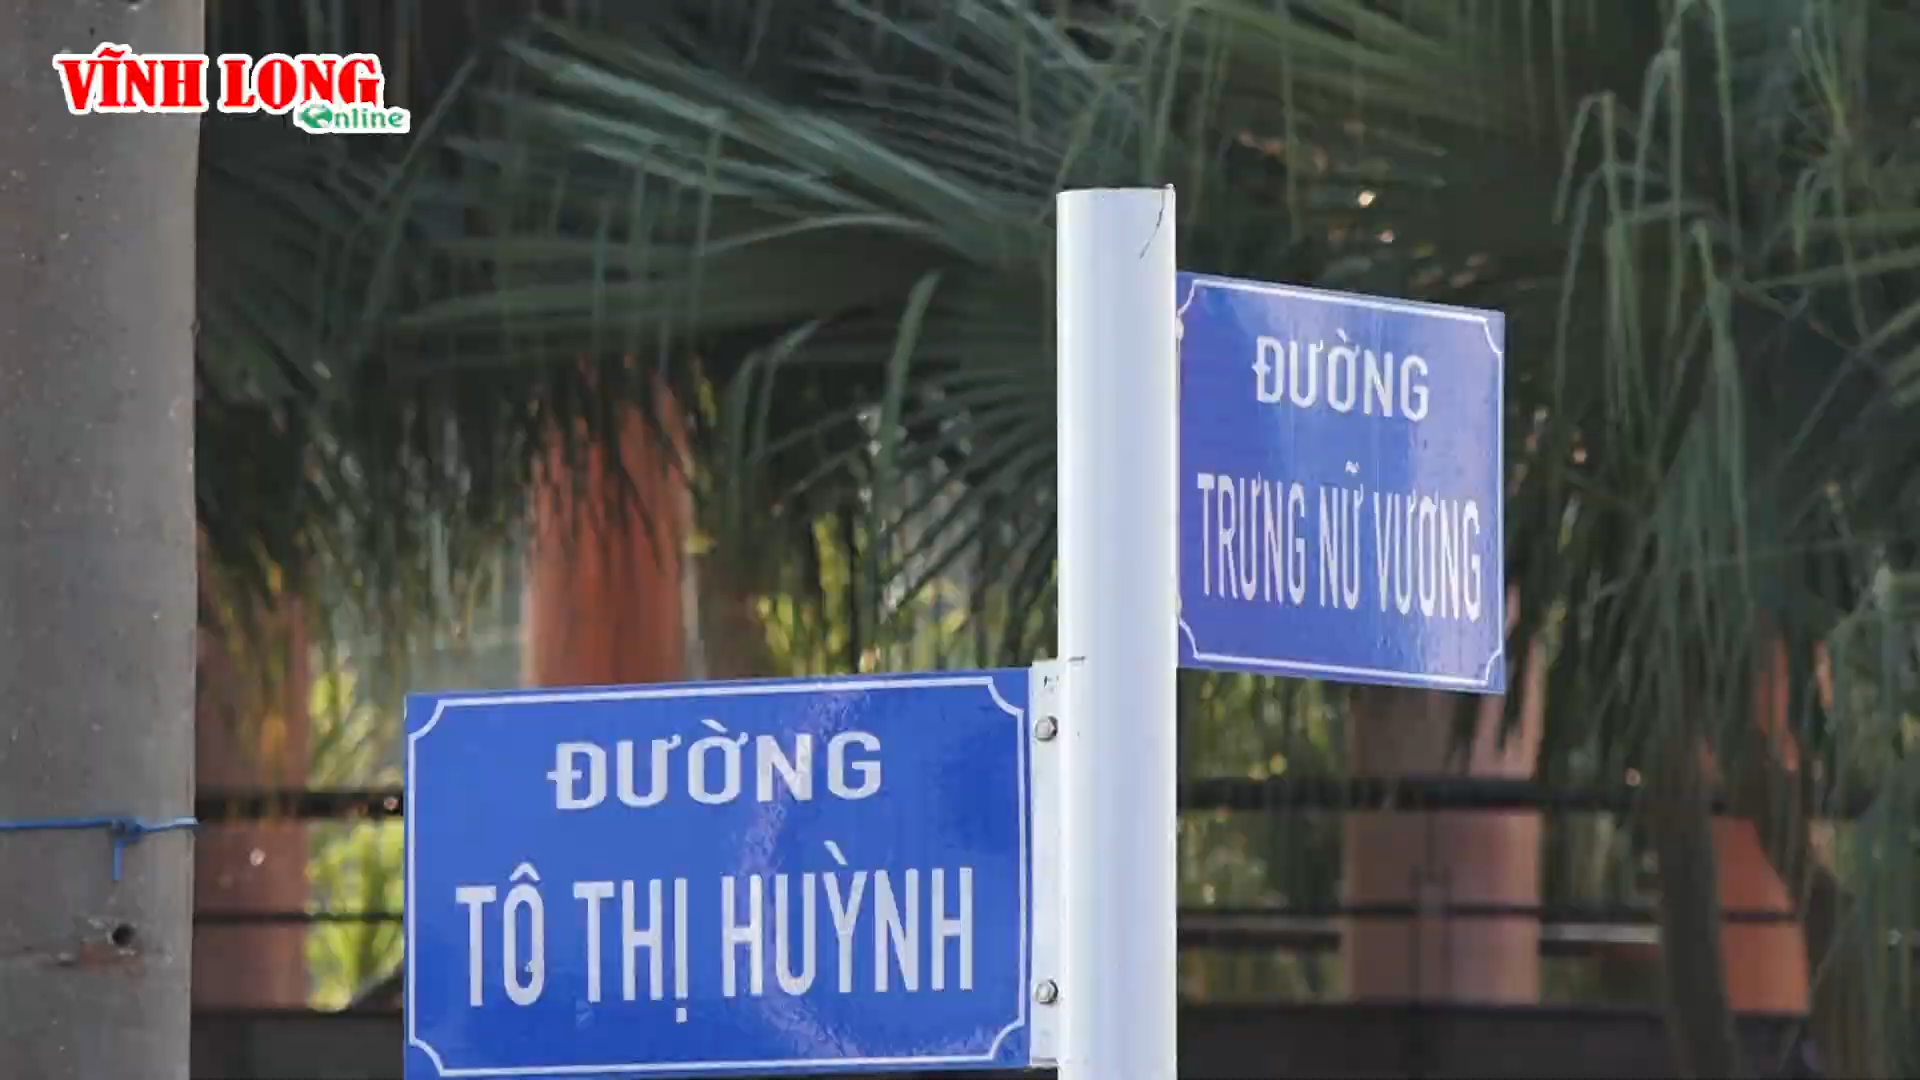 VĨNH LONG
Online
ĐƯỜNG
TRƯNG NỮ VƯƠNG
ĐƯỜNG
TÔ THỊ HUỲNH